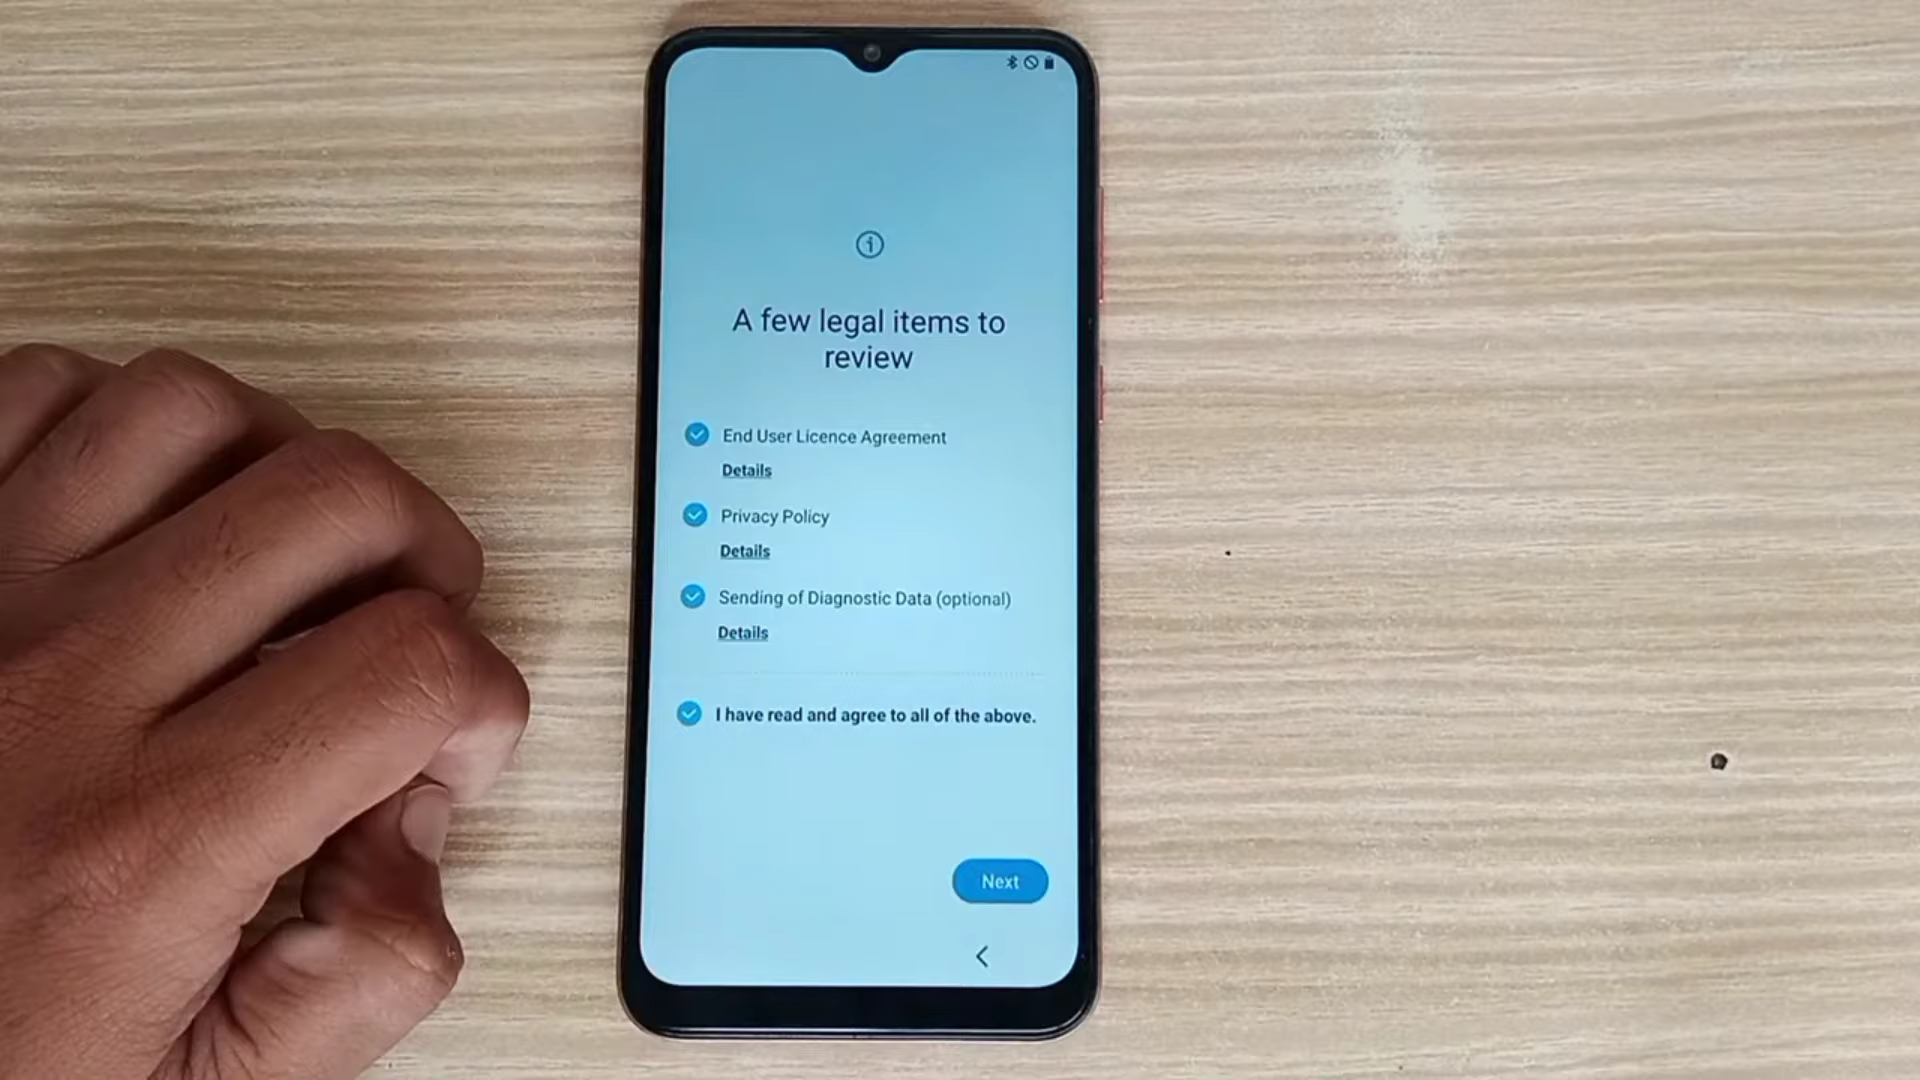 A few legal items to
review
End User Licence Agreement
Details
Privacy Policy
Details
Sending of Diagnostic Data (optional)
Details
I have read and agree to all of the above.
Next